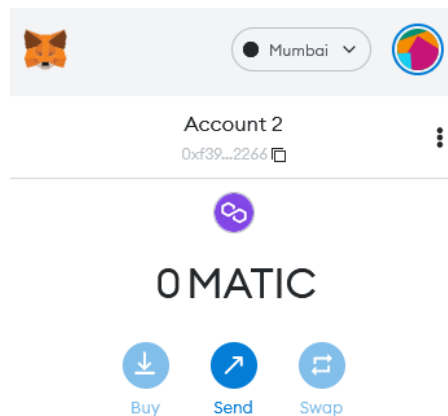 Mumbai
Account 2
0xf39...2266
0 MATIC
Buy Send Swap